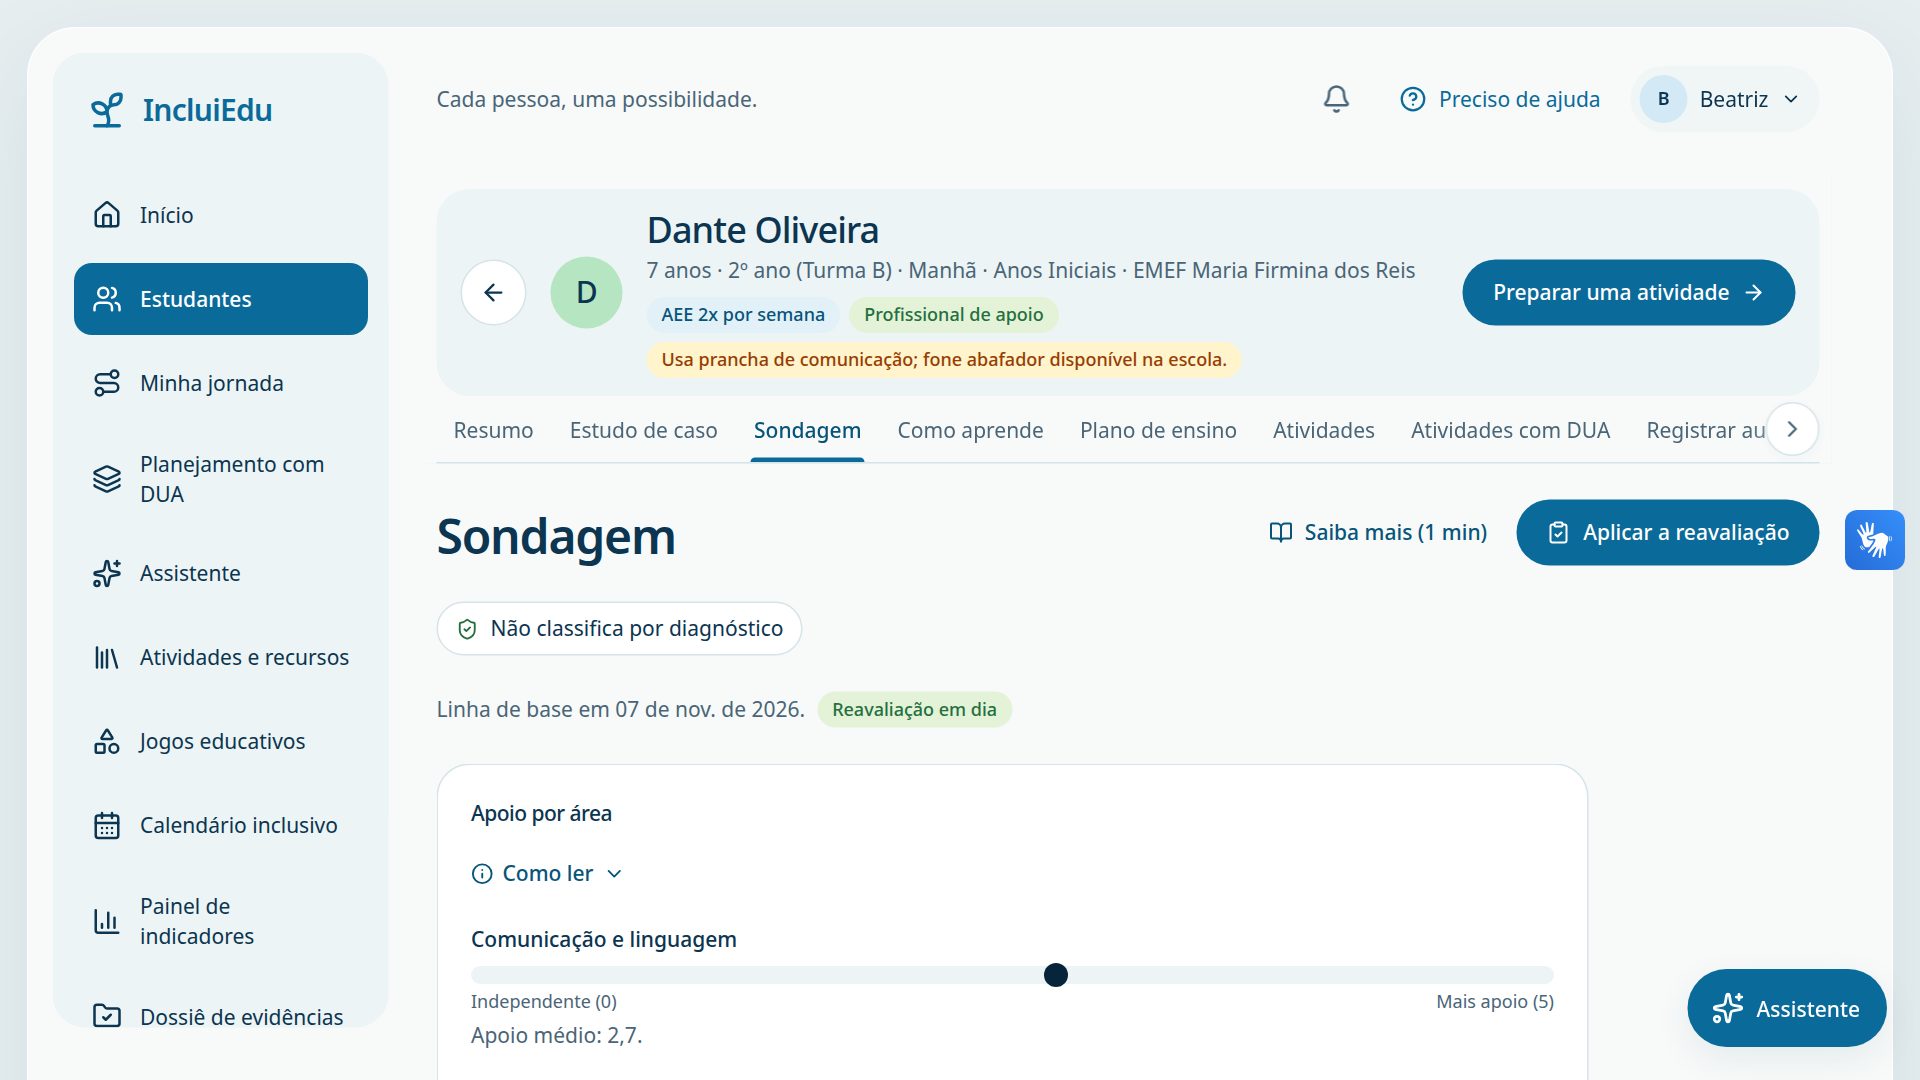 IncluiEdu
Início
Estudantes
Minha jornada
Planejamento com
DUA
Assistente
Atividades e recursos
Jogos educativos
Calendário inclusivo
Painel de
indicadores
Dossiê de evidências
Cada pessoa, uma possibilidade.
Preciso de ajuda
B
Beatriz
D
Dante Oliveira
7 anos · 2º ano (Turma B) · Manhã · Anos Iniciais · EMEF Maria Firmina dos Reis
AEE 2x por semana
Profissional de apoio
Usa prancha de comunicação; fone abafador disponível na escola.
Preparar uma atividade
Resumo
Estudo de caso
Sondagem
Como aprende
Plano de ensino
Atividades
Atividades com DUA
Registrar au
Sondagem
Saiba mais (1 min)
Aplicar a reavaliação
Não classifica por diagnóstico
Linha de base em 07 de nov. de 2026.
Reavaliação em dia
Apoio por área
Como ler
Comunicação e linguagem
Independente (0)
Mais apoio (5)
Apoio médio: 2,7.
Assistente